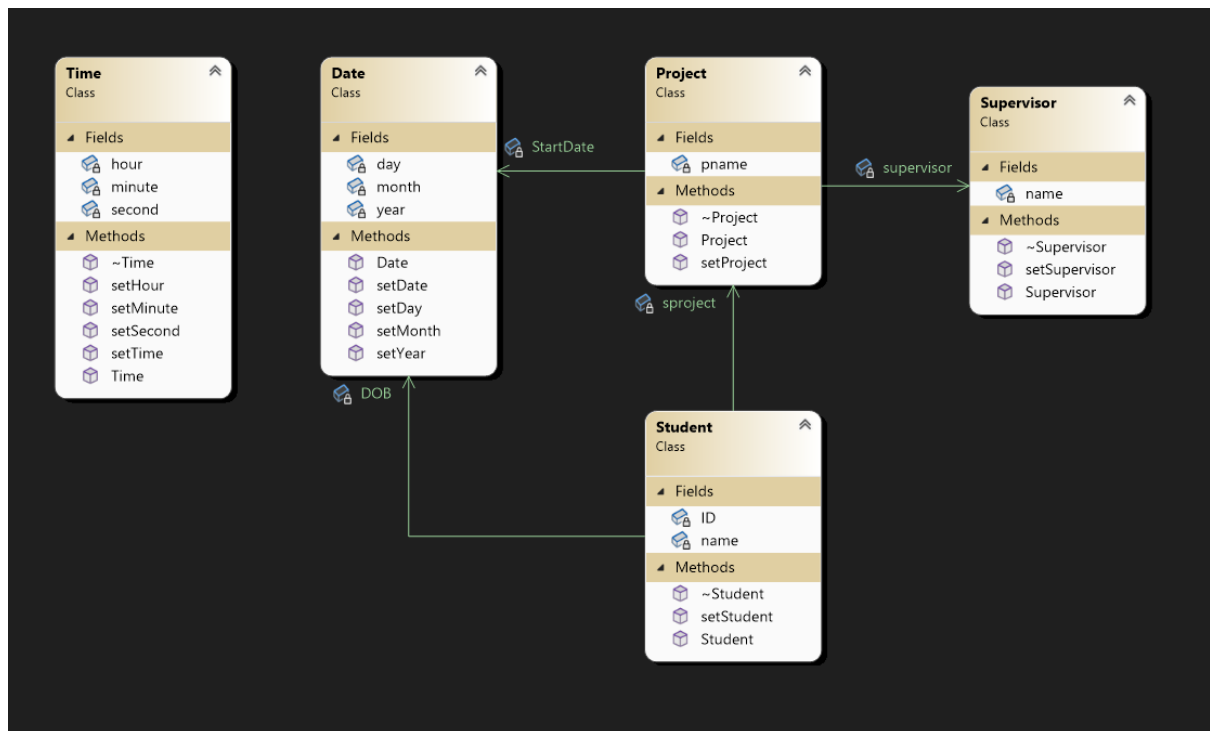 Time
Class
Fields
hour
minute
second
Methods
~Time
setHour
setMinute
setSecond
setTime
Time
Date
Class
Fields
day
month
year
Methods
Date
setDate
setDay
setMonth
setYear
StartDate
DOB
Project
Class
Fields
pname
Methods
~Project
Project
setProject
supervisor
sproject
Supervisor
Class
Fields
name
Methods
~Supervisor
setSupervisor
Supervisor
Student
Class
Fields
ID
name
Methods
~Student
setStudent
Student